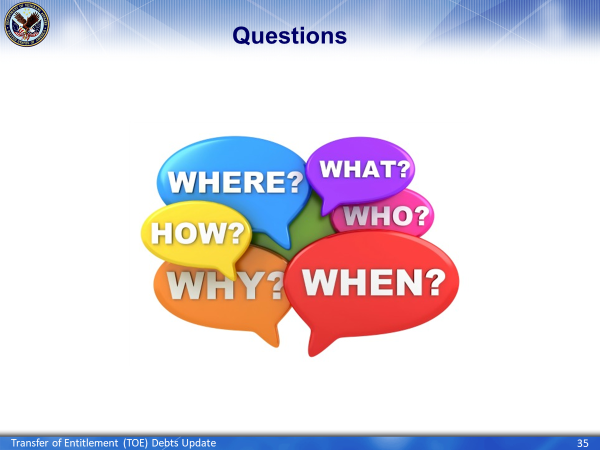 Questions
WHERE?
WHAT?
WHO?
HOW?
WHY?
WHEN?
Transfer of Entitlement (TOE) Debts Update
35